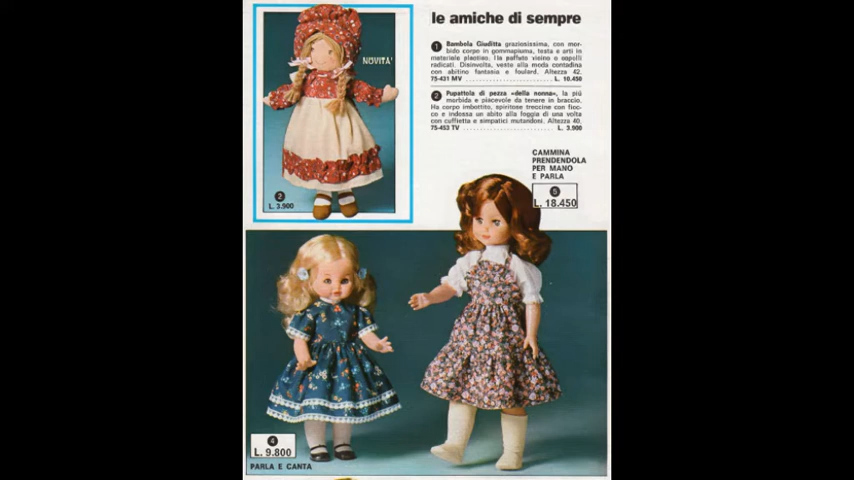 le amiche di sempre
1 Bambola Giuditta graziosissima, con mor-
bido corpo in gommapiuma, testa e arti in
materiale plastico. Ha paffuto visino e capelli
radicati. Disinvolta, veste alla moda contadina
con abitino fantasia e foulard. Altezza 42.
75-431 MV L. 10.450
2 Pupattola di pezza «della nonna», la più
morbida e piacevole da tenere in braccio.
Ha corpo imbottito, spiritose treccine con fioc-
co e indossa un abito alla foggia di una volta
con cuffietta e simpatici mutandoni. Altezza 40.
75-453 TV L. 3.900
NOVITA'
2
L. 3.900
CAMMINA
PRENDENDOLA
PER MANO
E PARLA
5
L. 18.450
4
L. 9.800
PARLA E CANTA